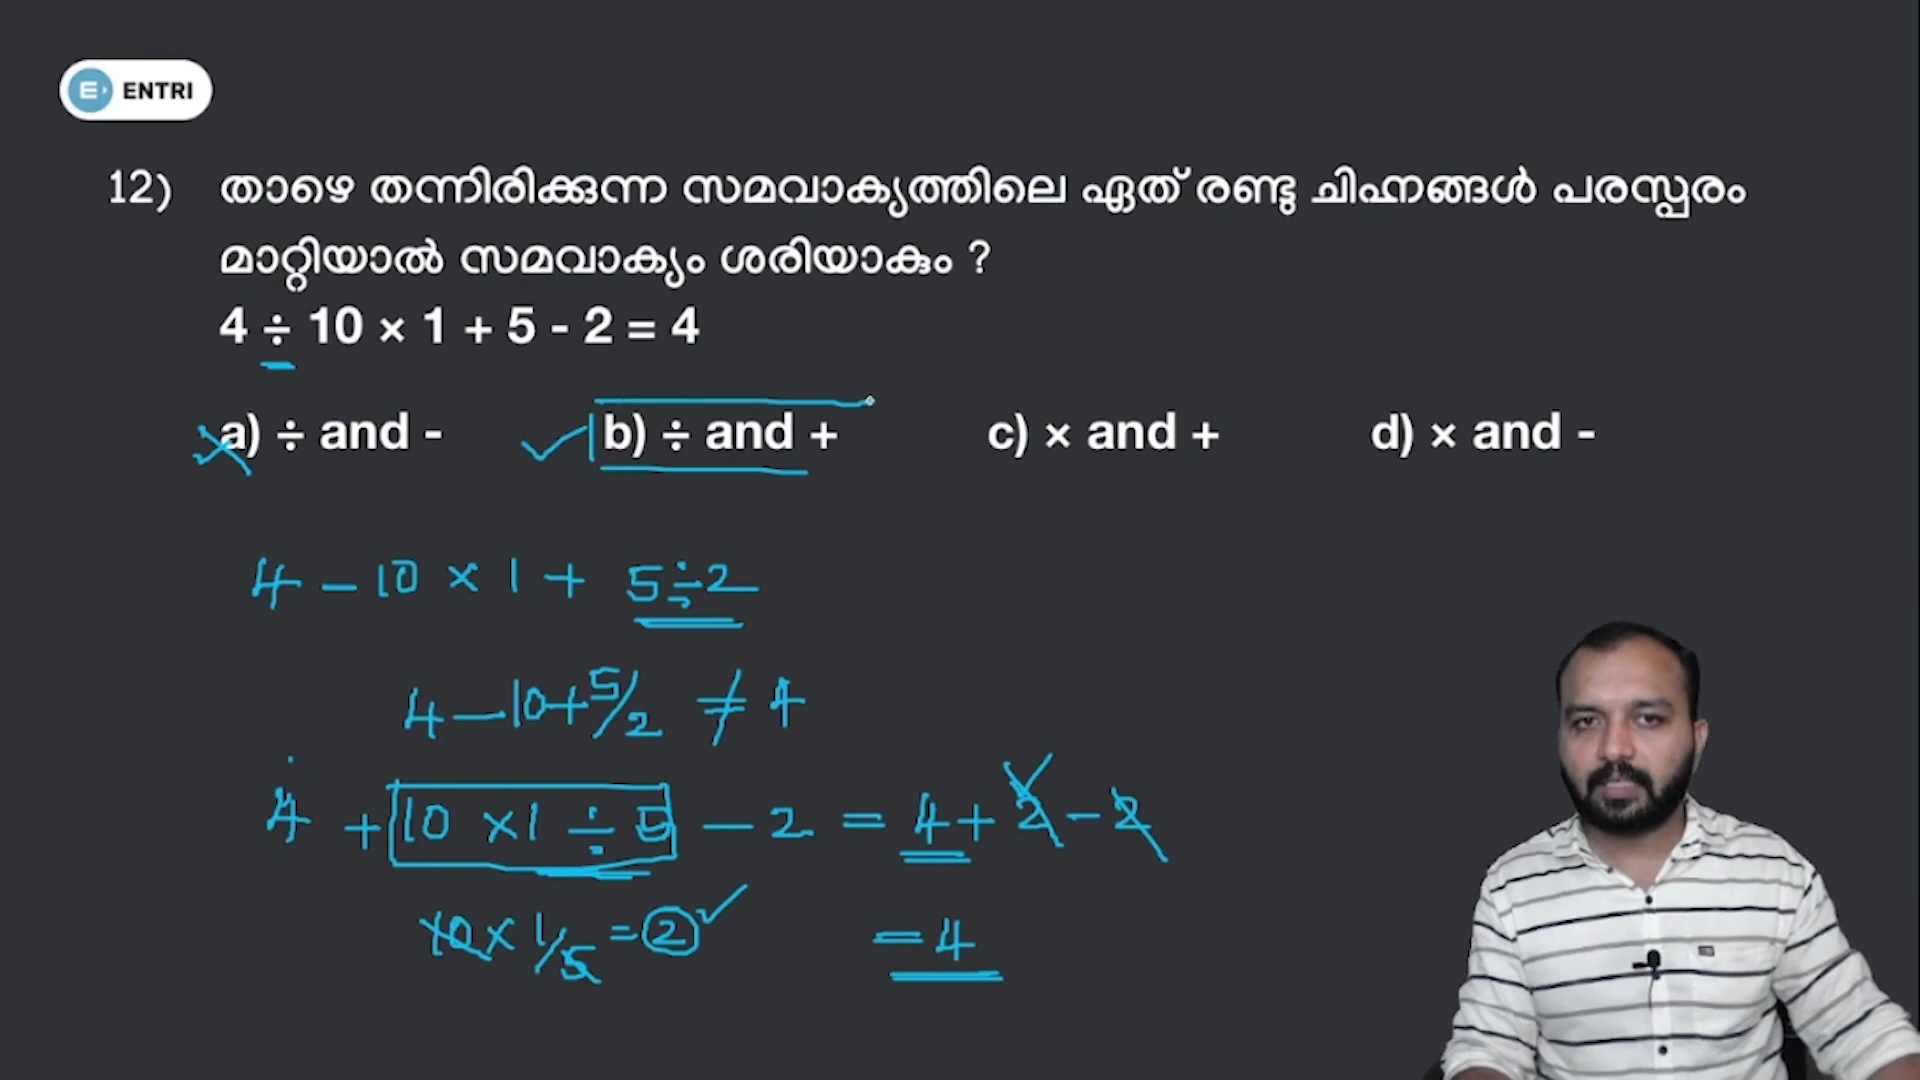 ENTRI
12) താഴെ തന്നിരിക്കുന്ന സമവാക്യത്തിലെ ഏത് രണ്ടു ചിഹ്നങ്ങൾ പരസ്പരം
മാറ്റിയാൽ സമവാക്യം ശരിയാകും ?
4 ÷ 10 × 1 + 5 - 2 = 4
a) ÷ and - b) ÷ and + c) × and + d) × and -
4 - 10 × 1 + 5 ÷ 2
4 - 10 + 5/2 ≠ 4
4 + 10 × 1 ÷ 5 - 2 = 4 + 2 - 2
10 × 1/5 = 2 = 4